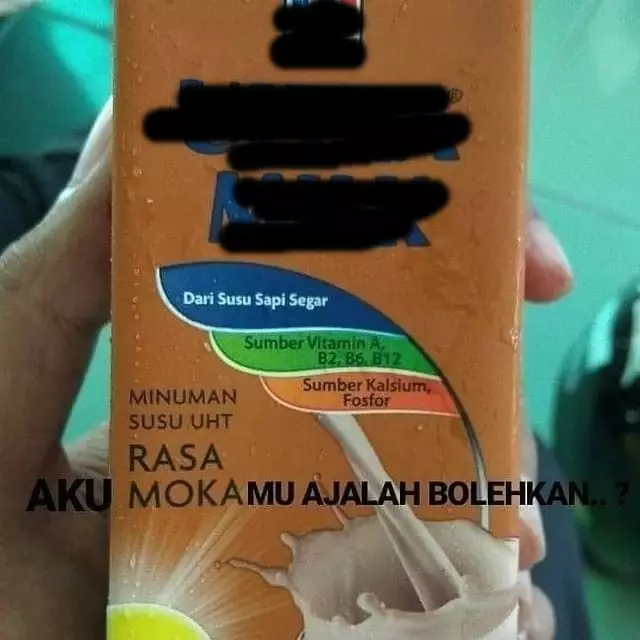 Dari Susu Sapi Segar
Sumber Vitamin A,
B2, B6, B12
Sumber Kalsium,
Fosfor
MINUMAN
SUSU UHT
RASA
AKU MOKAMU AJALAH BOLEHKAN.. ?